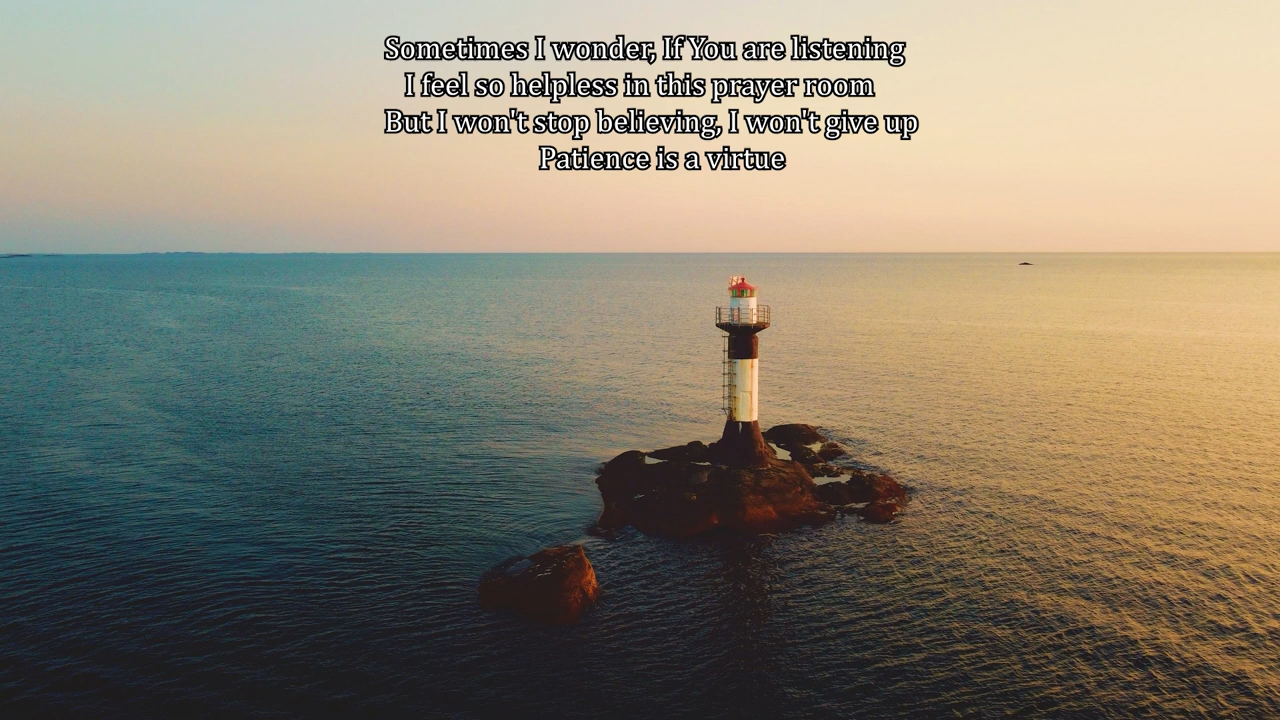 Sometimes I wonder, If You are listening
I feel so helpless in this prayer room
But I won't stop believing, I won't give up
Patience is a virtue